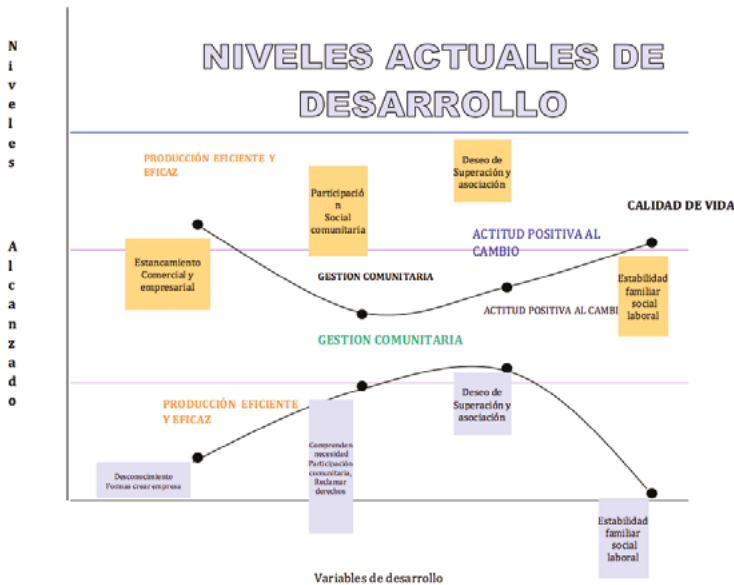 NIVELES ACTUALES DE
DESARROLLO
Niveles
Alcanzado
PRODUCCIÓN EFICIENTE Y
EFICAZ
Participació
n
Social
comunitaria
Deseo de
Superación y
asociación
CALIDAD DE VIDA
Estancamiento
Comercial y
empresarial
ACTITUD POSITIVA AL
CAMBIO
GESTION COMUNITARIA
Estabilidad
familiar
social
laboral
ACTITUD POSITIVA AL CAMBI
GESTION COMUNITARIA
PRODUCCIÓN EFICIENTE
Y EFICAZ
Deseo de
Superación y
asociación
Comprenden
necesidad
Participación
comunitaria,
Reclamar
derechos
Desconocimiento
Formas crear empresa
Estabilidad
familiar
social
laboral
Variables de desarrollo